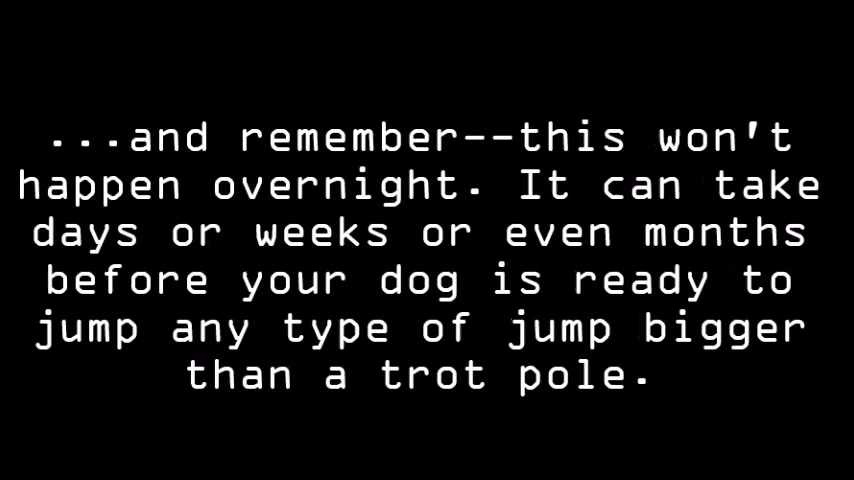 ...and remember--this won't
happen overnight. It can take
days or weeks or even months
before your dog is ready to
jump any type of jump bigger
than a trot pole.